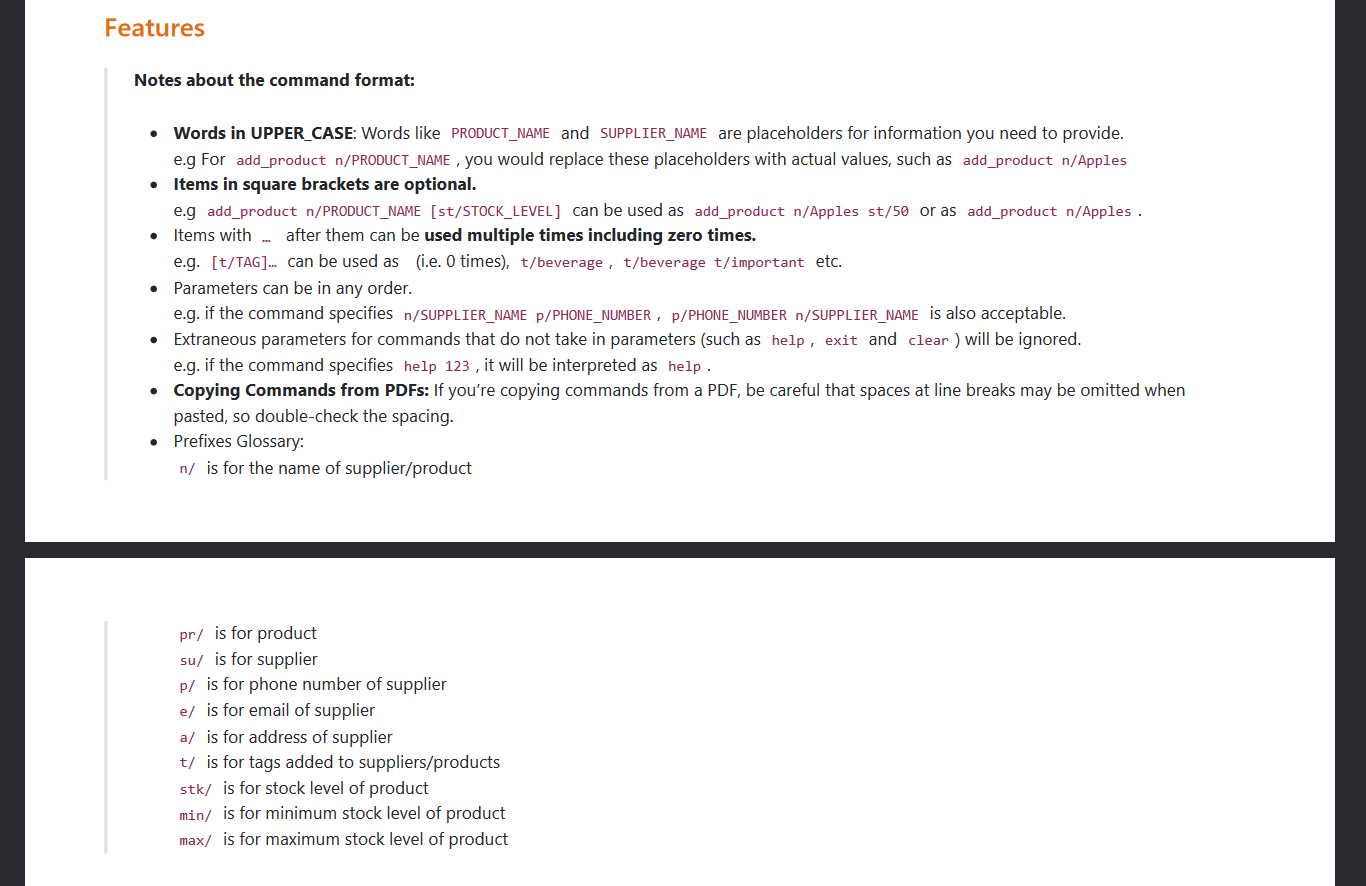 Features
Notes about the command format:
• Words in UPPER_CASE: Words like PRODUCT_NAME and SUPPLIER_NAME are placeholders for information you need to provide.
e.g For add_product n/PRODUCT_NAME , you would replace these placeholders with actual values, such as add_product n/Apples
• Items in square brackets are optional.
e.g add_product n/PRODUCT_NAME [st/STOCK_LEVEL] can be used as add_product n/Apples st/50 or as add_product n/Apples .
• Items with … after them can be used multiple times including zero times.
e.g. [t/TAG]… can be used as (i.e. 0 times), t/beverage , t/beverage t/important etc.
• Parameters can be in any order.
e.g. if the command specifies n/SUPPLIER_NAME p/PHONE_NUMBER , p/PHONE_NUMBER n/SUPPLIER_NAME is also acceptable.
• Extraneous parameters for commands that do not take in parameters (such as help , exit and clear ) will be ignored.
e.g. if the command specifies help 123 , it will be interpreted as help .
• Copying Commands from PDFs: If you’re copying commands from a PDF, be careful that spaces at line breaks may be omitted when
pasted, so double-check the spacing.
• Prefixes Glossary:
n/ is for the name of supplier/product
pr/ is for product
su/ is for supplier
p/ is for phone number of supplier
e/ is for email of supplier
a/ is for address of supplier
t/ is for tags added to suppliers/products
stk/ is for stock level of product
min/ is for minimum stock level of product
max/ is for maximum stock level of product